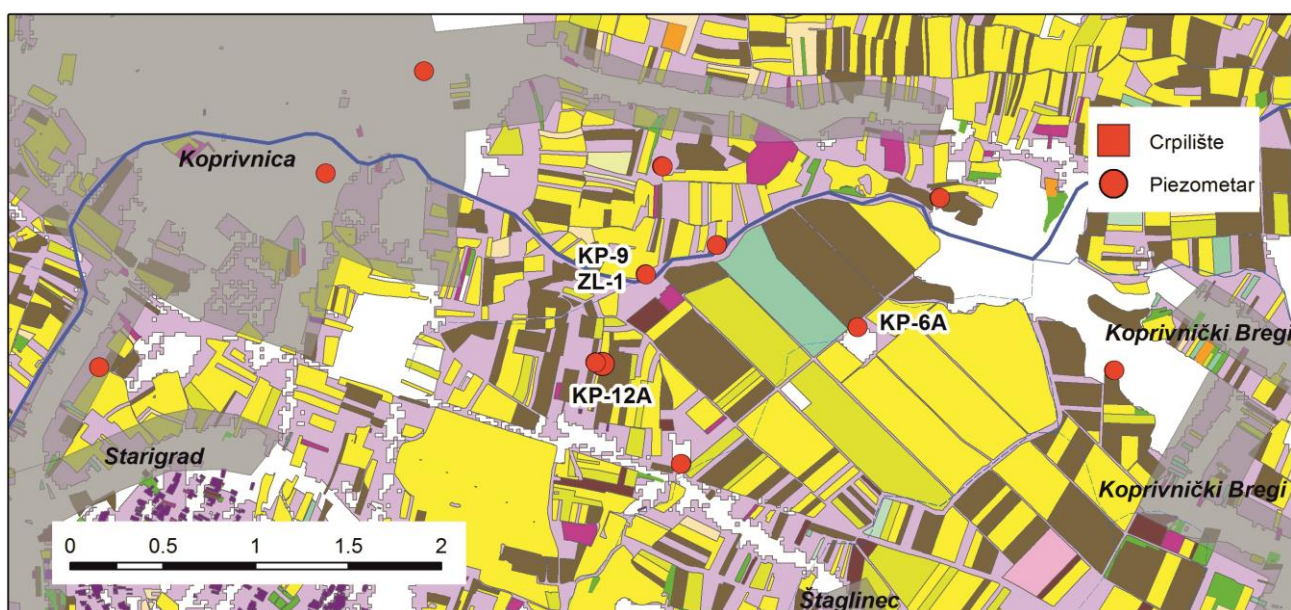 Koprivnica
Crpilište
Piezometar
KP-9
ZL-1
KP-6A
Koprivnički Bregi
KP-12A
Starigrad
Koprivnički Bregi
0 0.5 1 1.5 2
Štaglinec